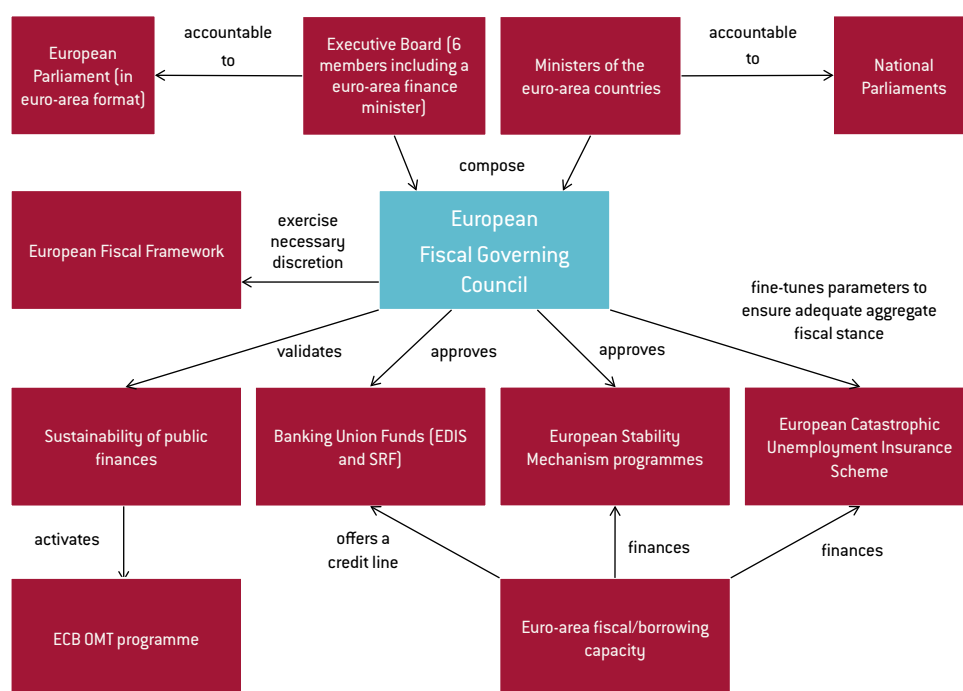 accountable
to
European
Parliament (in
euro-area format)
Executive Board (6
members including a
euro-area finance
minister)
Ministers of the
euro-area countries
accountable
to
National
Parliaments
compose
European Fiscal Framework
exercise
necessary
discretion
European
Fiscal Governing
Council
fine-tunes parameters to
ensure adequate aggregate
fiscal stance
validates
approves
approves
Sustainability of public
finances
Banking Union Funds (EDIS
and SRF)
European Stability
Mechanism programmes
European Catastrophic
Unemployment Insurance
Scheme
activates
offers a
credit line
finances
finances
ECB OMT programme
Euro-area fiscal/borrowing
capacity